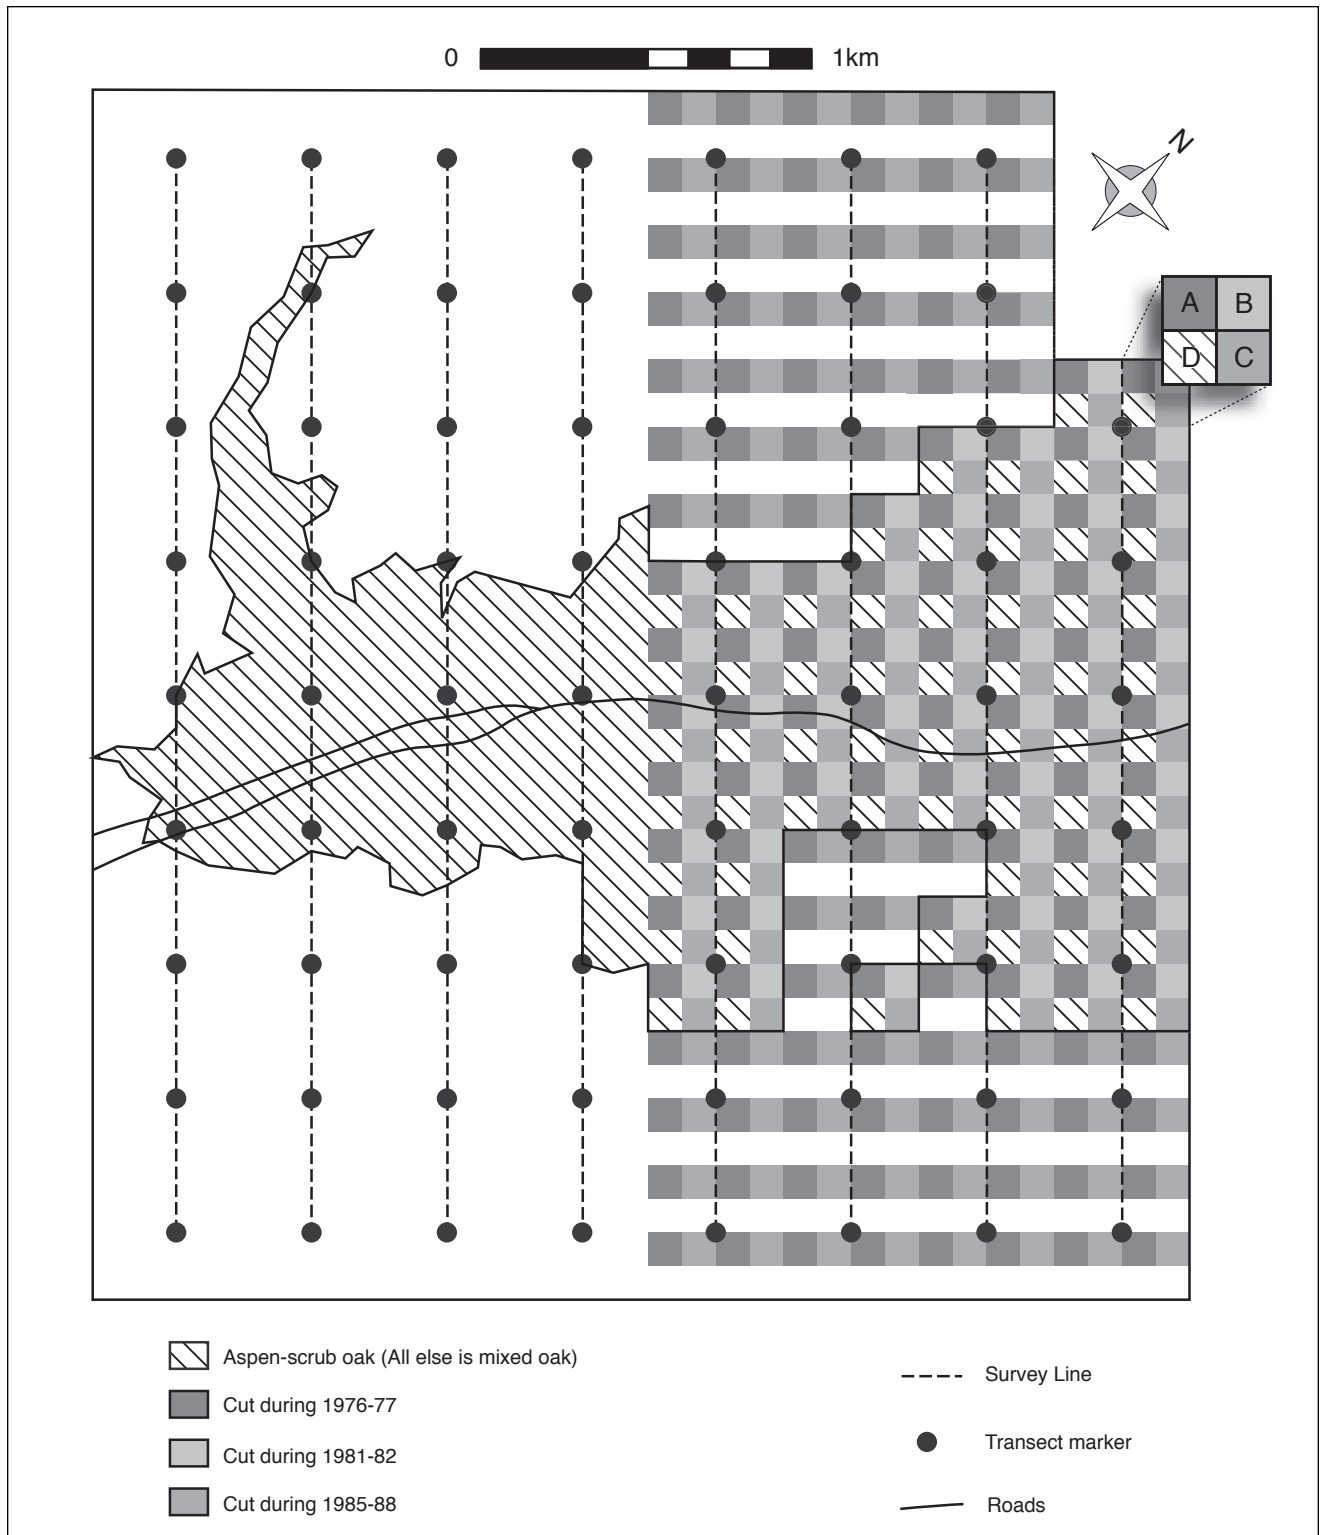 0 1km
N
A B
D C
Aspen-scrub oak (All else is mixed oak)
Cut during 1976-77
Cut during 1981-82
Cut during 1985-88
Survey Line
Transect marker
Roads